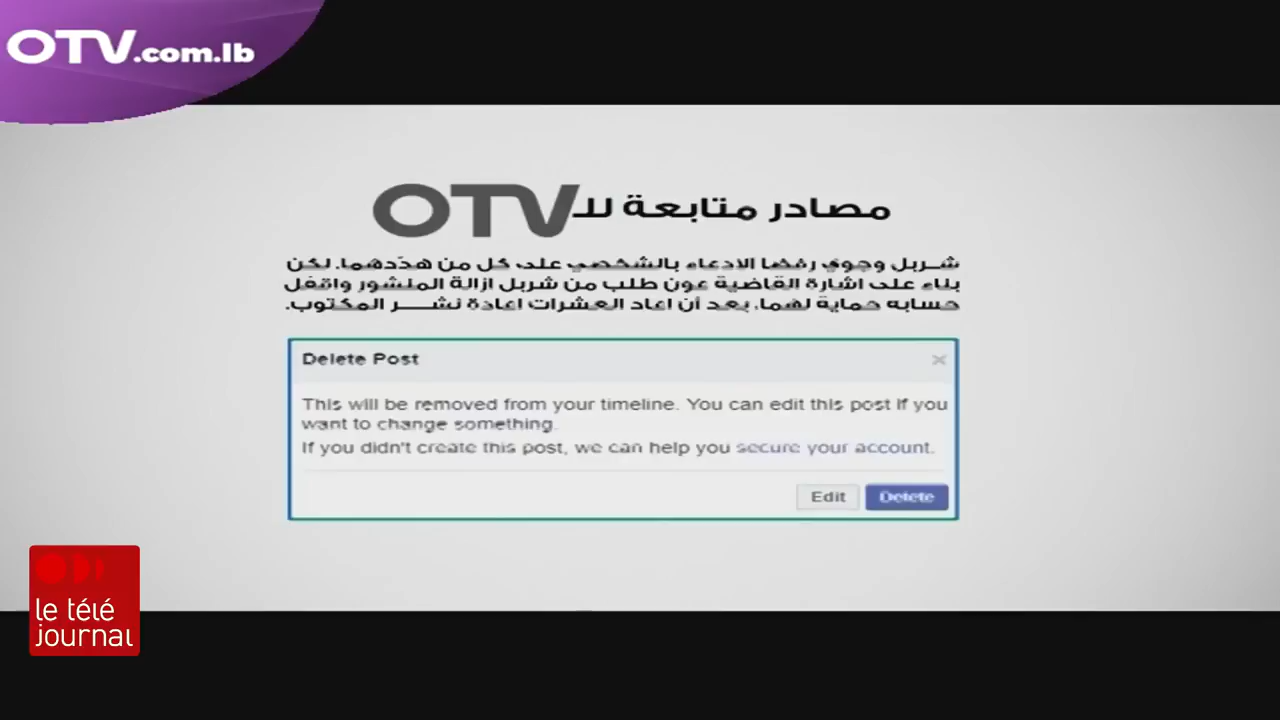 OTV.com.lb
مصادر متابعة للـ OTV
شربل وجوي رفضا الادعاء بالشخصي على كل من هدّدهما. لكن
بناء على اشارة القاضية عون طلب من شربل ازالة المنشور واقفل
حسابه حماية لهما، بعد أن اعاد العشرات اعادة نشر المكتوب.
Delete Post ×
This will be removed from your timeline. You can edit this post if you
want to change something.
If you didn't create this post, we can help you secure your account.
Edit Delete
le télé
journal